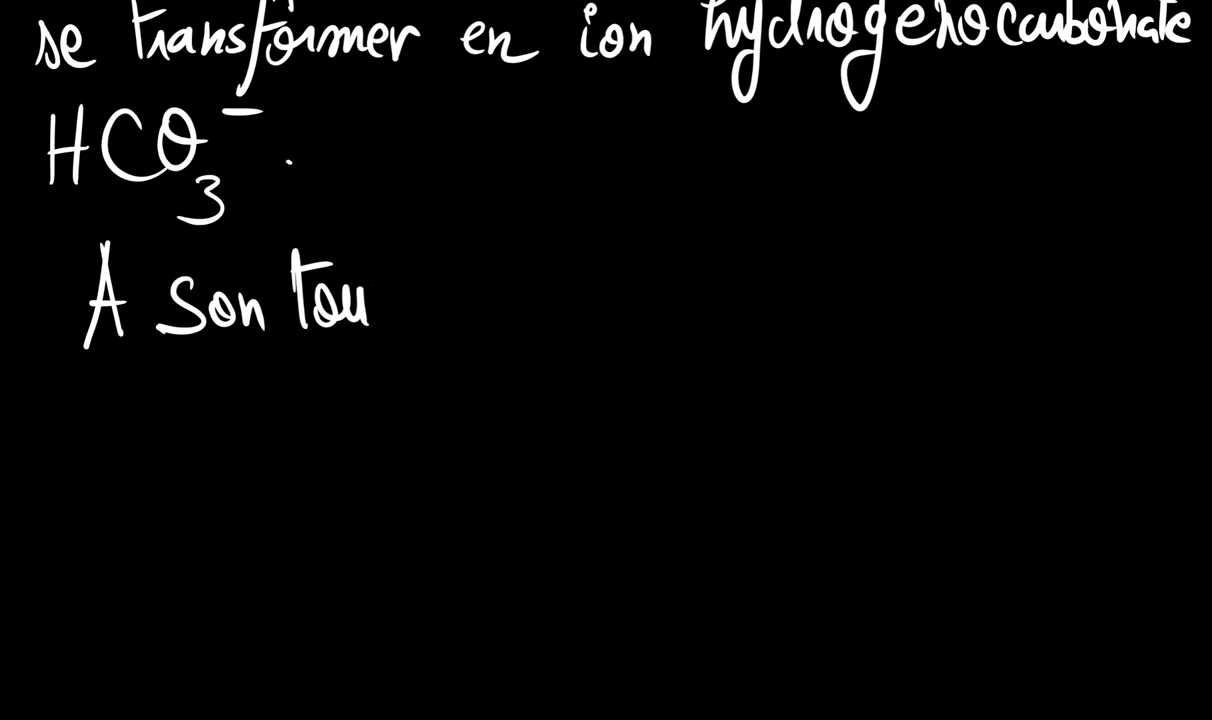 se transformer en ion hydrogénocarbonate
HCO₃⁻.
A son tou